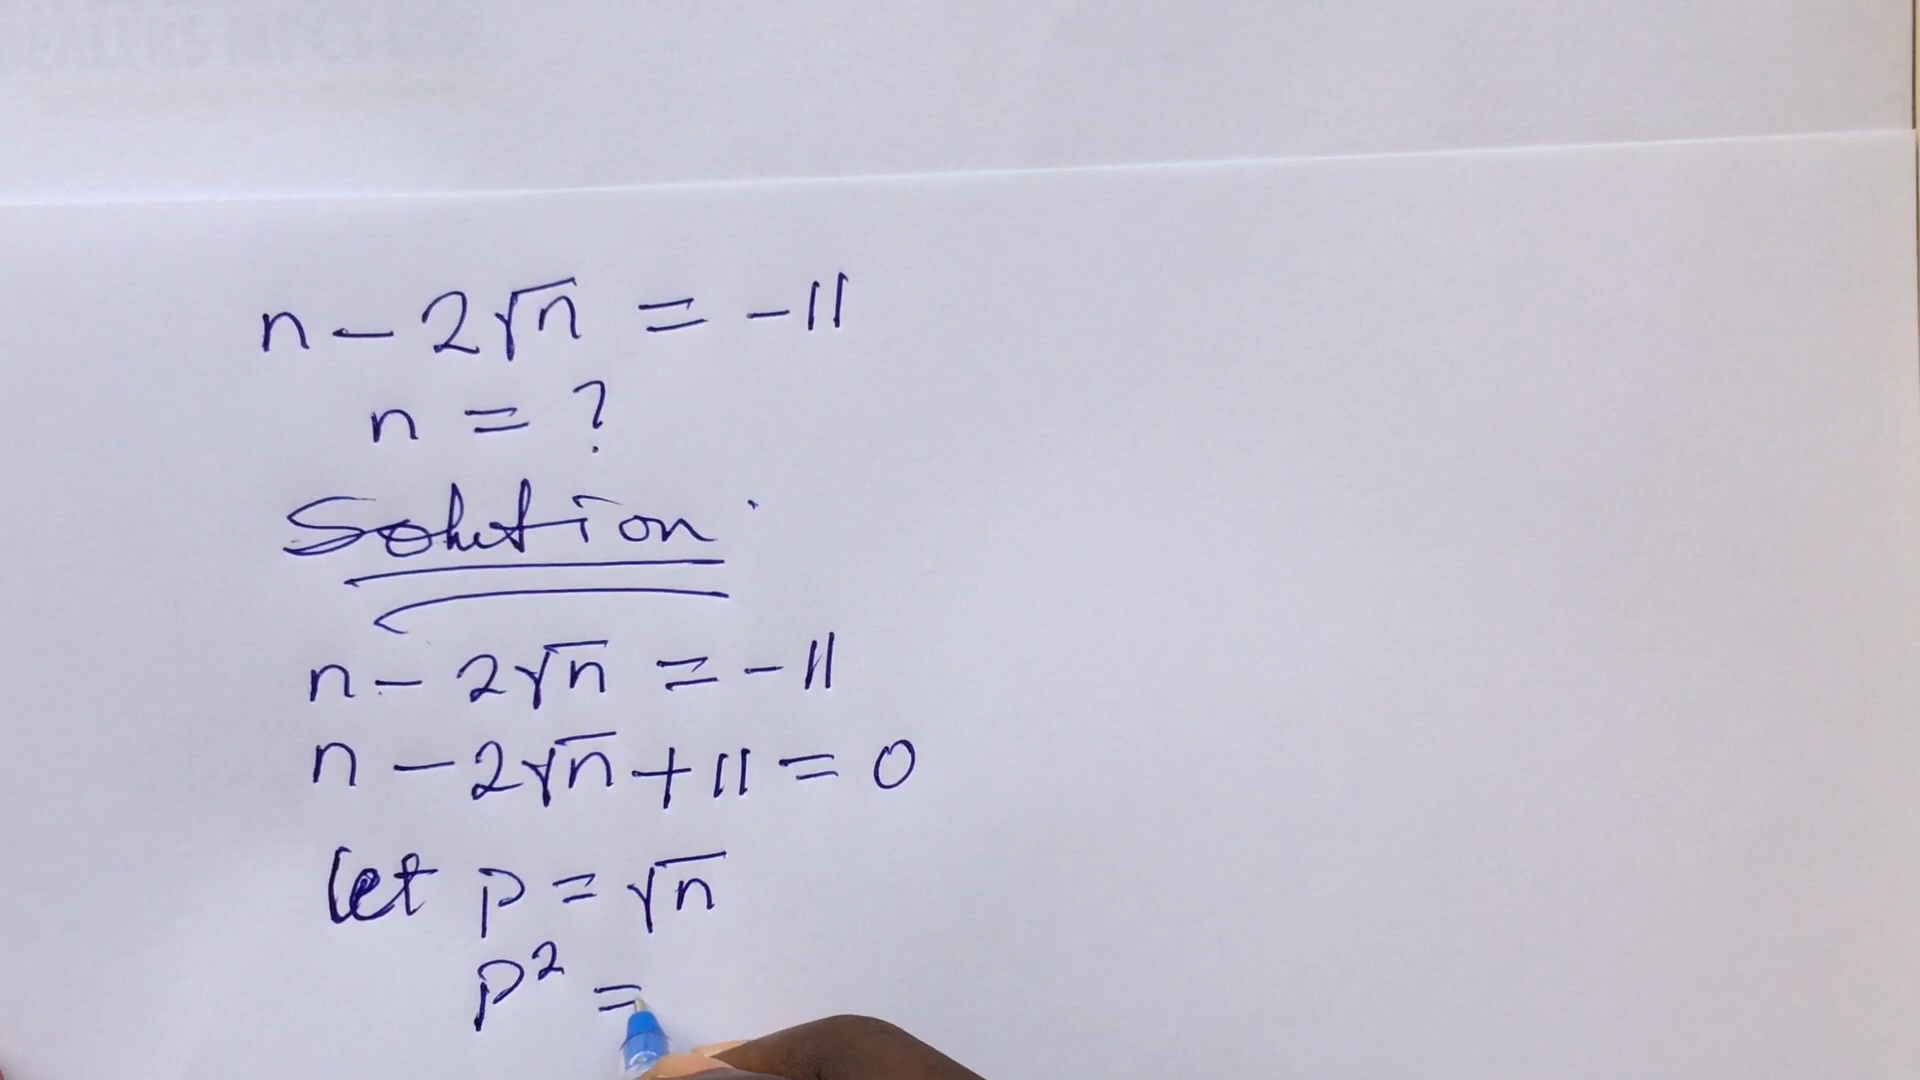 n - 2√n = -11
n = ?
Solution
n - 2√n = -11
n - 2√n + 11 = 0
let p = √n
p² =